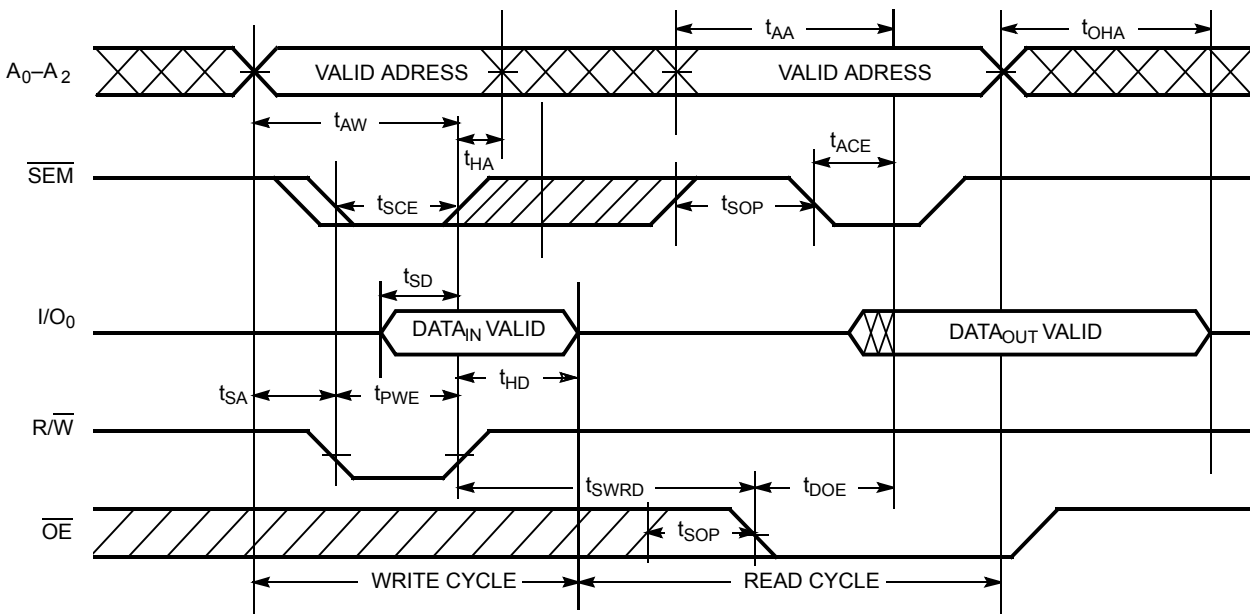 tAA
tOHA
A0–A2
VALID ADRESS
VALID ADRESS
tAW
tHA
tACE
SEM
tSCE
tSOP
tSD
I/O0
DATAIN VALID
DATAOUT VALID
tHD
tSA
tPWE
R/W
tSWRD
tDOE
OE
tSOP
WRITE CYCLE
READ CYCLE